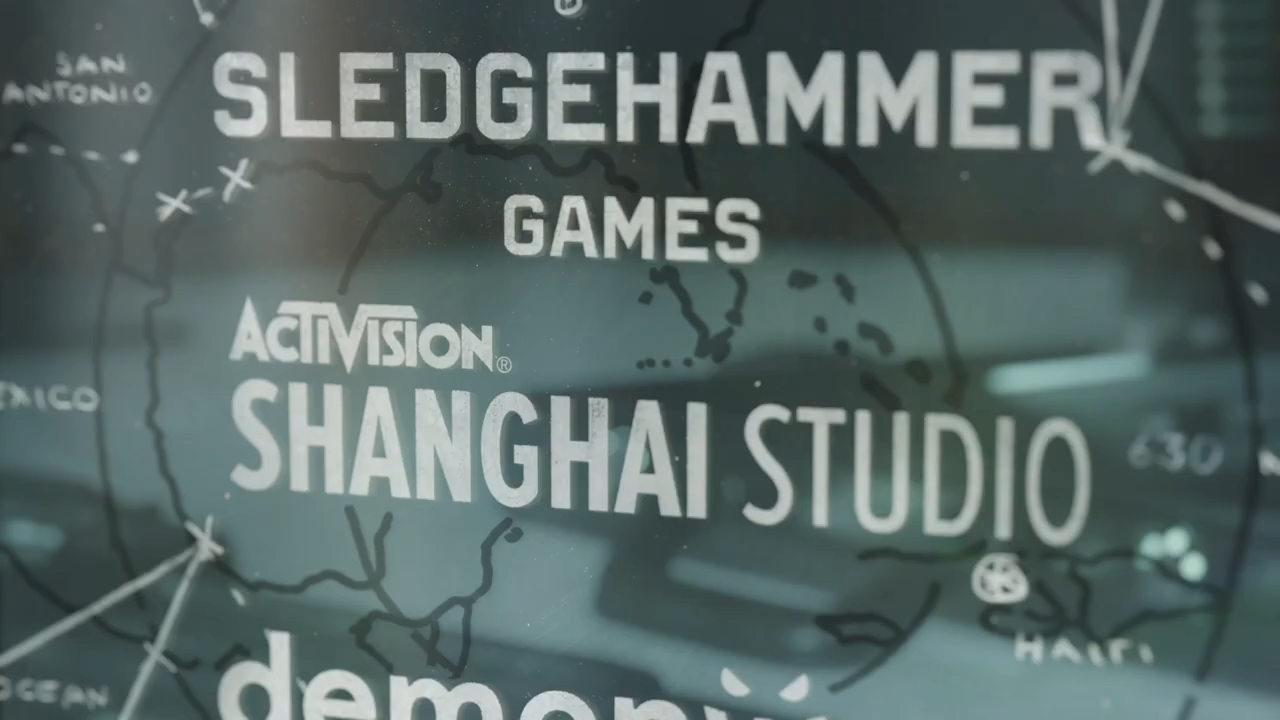 SAN
ANTONIO
SLEDGEHAMMER
GAMES
ACTIVISION®
SHANGHAI STUDIO
630
HAITI
OCEAN